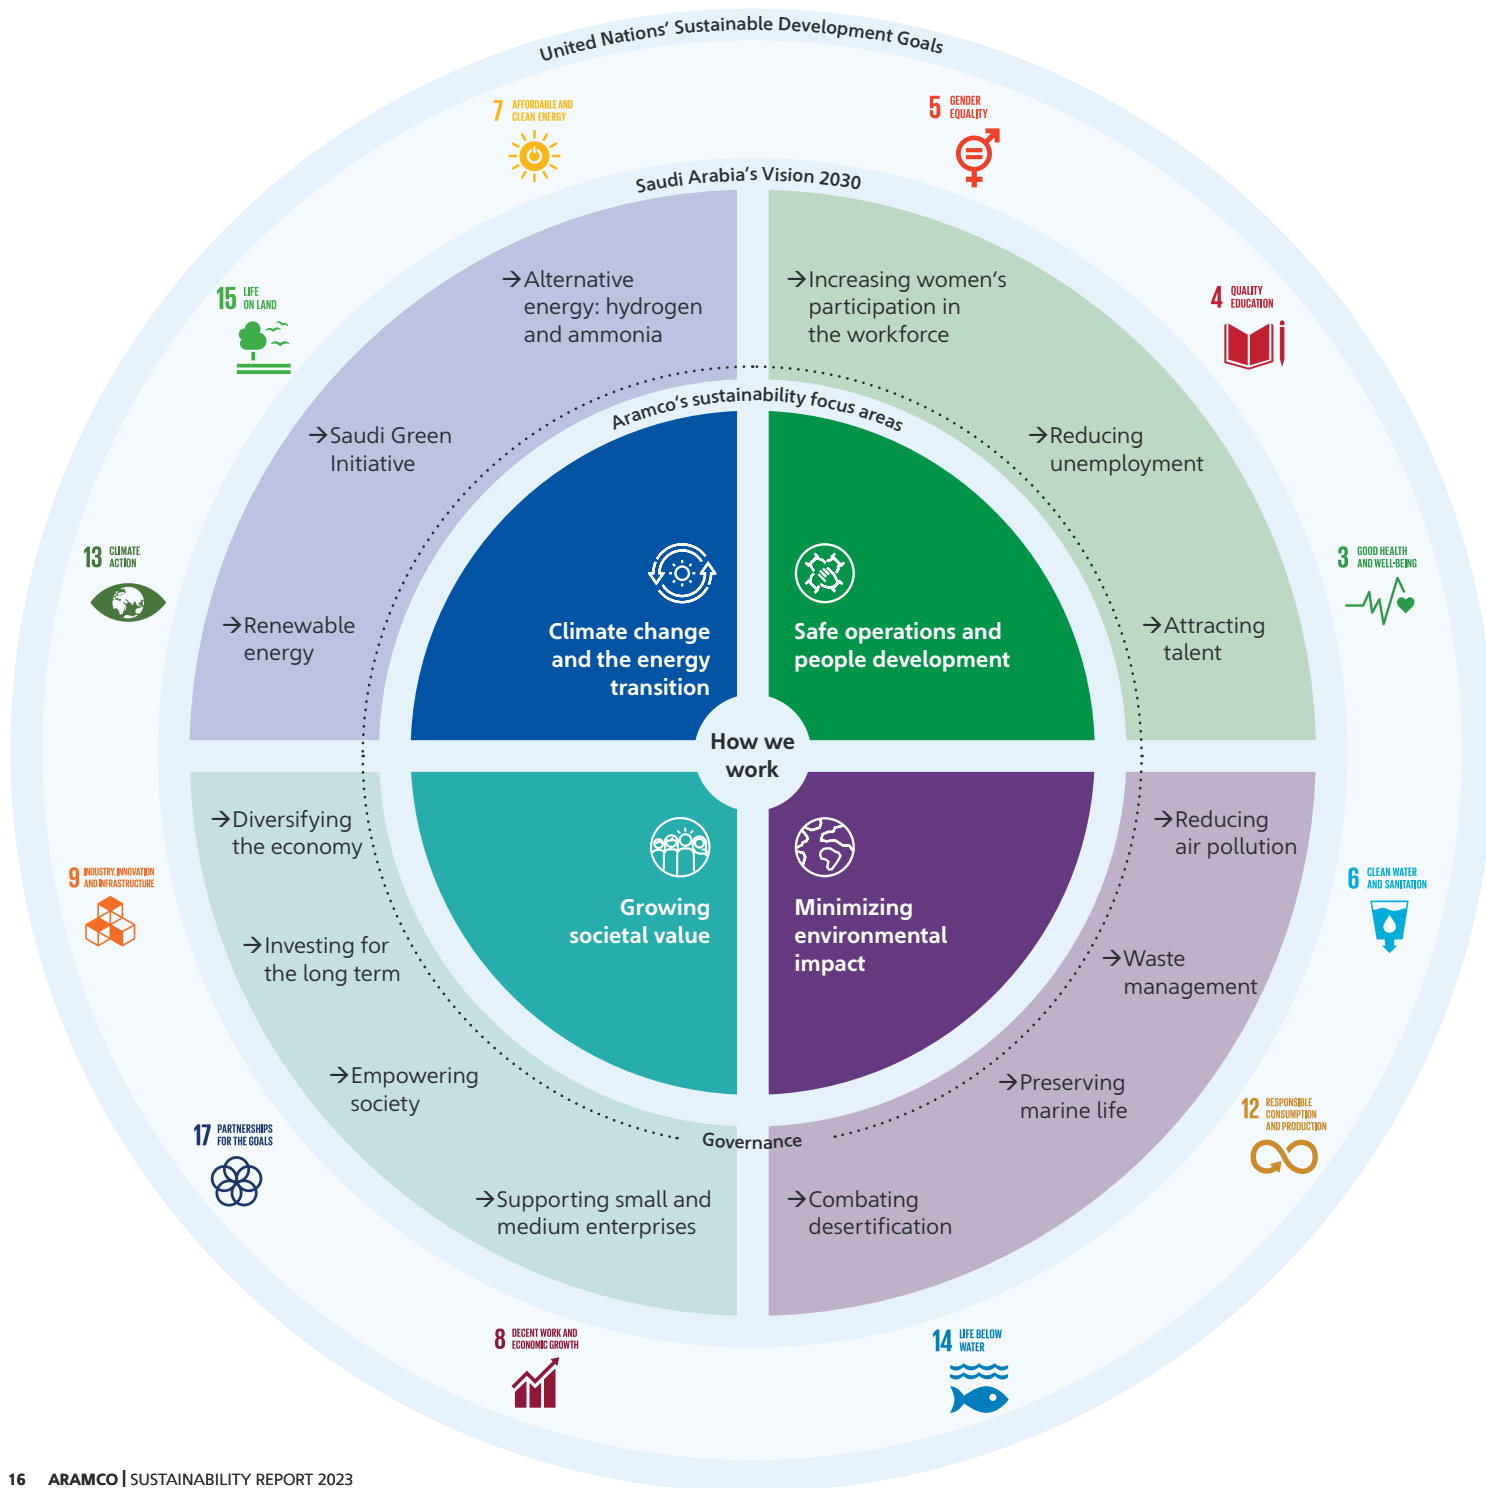 United Nations’ Sustainable Development Goals
7 AFFORDABLE AND
CLEAN ENERGY
5 GENDER
EQUALITY
Saudi Arabia’s Vision 2030
→Alternative
energy: hydrogen
and ammonia
→Increasing women’s
participation in
the workforce
15 LIFE
ON LAND
4 QUALITY
EDUCATION
Aramco’s sustainability focus areas
→Saudi Green
Initiative
→Reducing
unemployment
13 CLIMATE
ACTION
3 GOOD HEALTH
AND WELL-BEING
→Renewable
energy
Climate change
and the energy
transition
Safe operations and
people development
→Attracting
talent
How we
work
→Diversifying
the economy
→Reducing
air pollution
9 INDUSTRY, INNOVATION
AND INFRASTRUCTURE
Growing
societal value
Minimizing
environmental
impact
6 CLEAN WATER
AND SANITATION
→Investing for
the long term
→Waste
management
→Empowering
society
→Preserving
marine life
17 PARTNERSHIPS
FOR THE GOALS
Governance
12 RESPONSIBLE
CONSUMPTION
AND PRODUCTION
→Supporting small and
medium enterprises
→Combating
desertification
8 DECENT WORK AND
ECONOMIC GROWTH
14 LIFE BELOW
WATER
16 ARAMCO | SUSTAINABILITY REPORT 2023